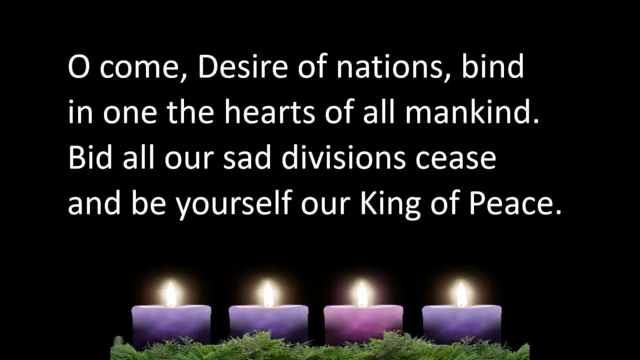 O come, Desire of nations, bind
in one the hearts of all mankind.
Bid all our sad divisions cease
and be yourself our King of Peace.